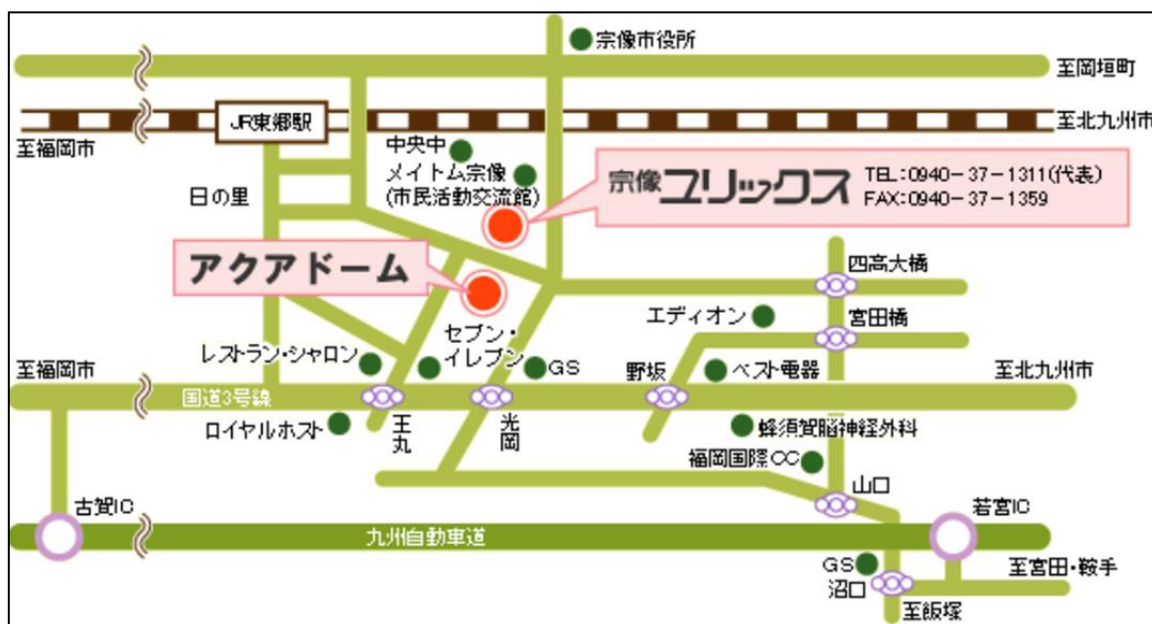 宗像市役所
至岡垣町
JR東郷駅
至福岡市
至北九州市
中央中
メイトム宗像
(市民活動交流館)
宗像ユリックス
TEL:0940-37-1311(代表)
FAX:0940-37-1359
日の里
アクアドーム
四高大橋
エディオン
宮田橋
セブン・
イレブン
レストラン・シャロン
GS
野坂
ベスト電器
至福岡市
至北九州市
国道3号線
ロイヤルホスト
王丸
光岡
蜂須賀脳神経外科
福岡国際CC
山口
古賀IC
若宮IC
九州自動車道
GS
沼口
至宮田・鞍手
至飯塚